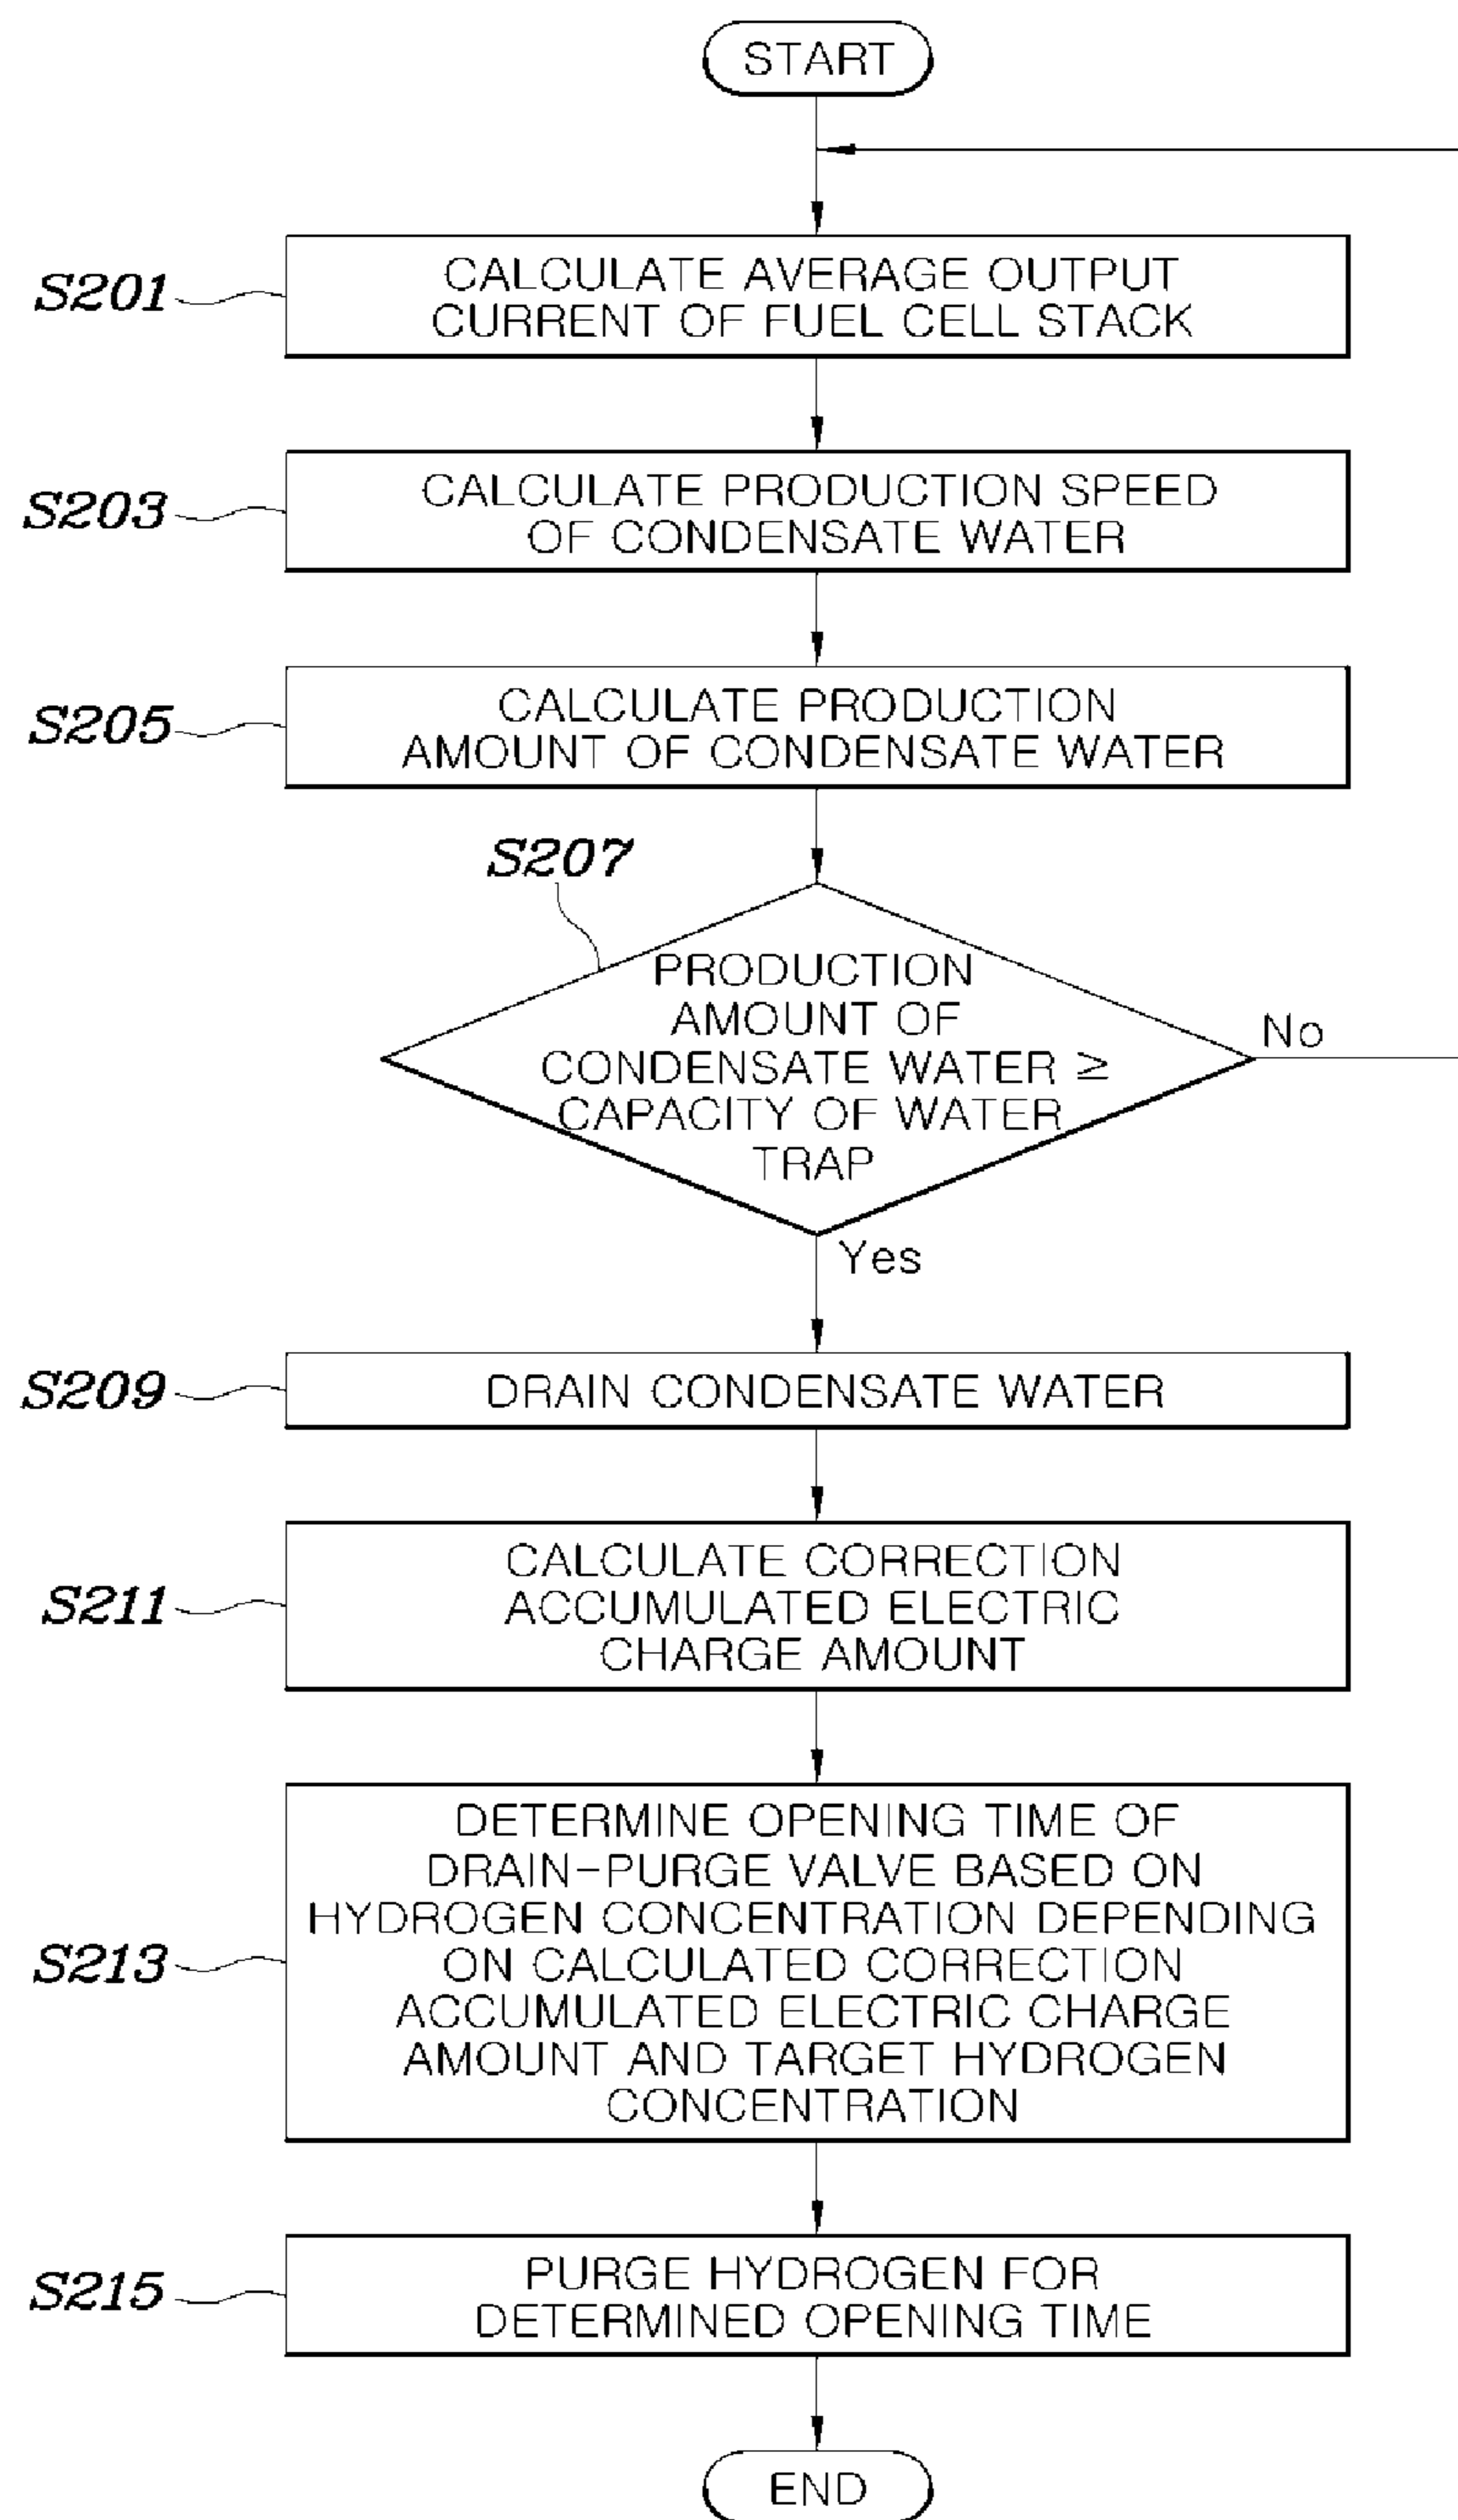 START
S201
CALCULATE AVERAGE OUTPUT
CURRENT OF FUEL CELL STACK
S203
CALCULATE PRODUCTION SPEED
OF CONDENSATE WATER
S205
CALCULATE PRODUCTION
AMOUNT OF CONDENSATE WATER
S207
PRODUCTION
AMOUNT OF
CONDENSATE WATER ≥
CAPACITY OF WATER
TRAP
No
Yes
S209
DRAIN CONDENSATE WATER
S211
CALCULATE CORRECTION
ACCUMULATED ELECTRIC
CHARGE AMOUNT
S213
DETERMINE OPENING TIME OF
DRAIN-PURGE VALVE BASED ON
HYDROGEN CONCENTRATION DEPENDING
ON CALCULATED CORRECTION
ACCUMULATED ELECTRIC CHARGE
AMOUNT AND TARGET HYDROGEN
CONCENTRATION
S215
PURGE HYDROGEN FOR
DETERMINED OPENING TIME
END